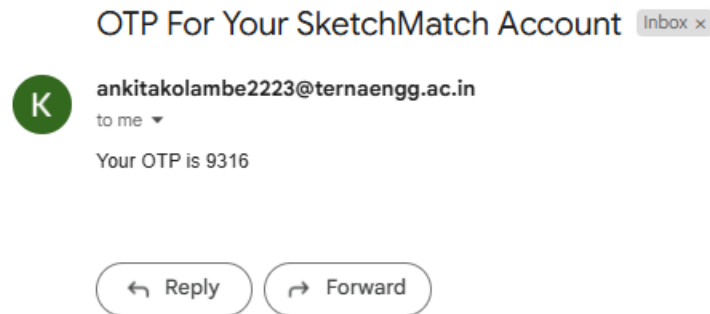 OTP For Your SketchMatch Account Inbox ×
K
ankitakolambe2223@ternaengg.ac.in
to me
Your OTP is 9316
Reply Forward